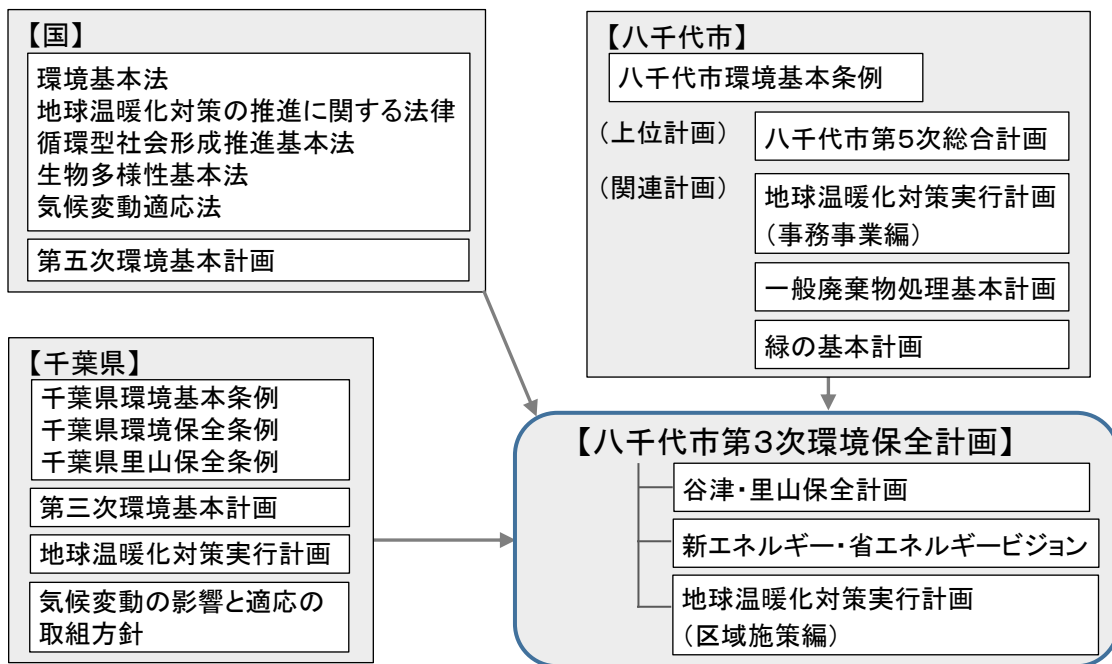 【国】
環境基本法
地球温暖化対策の推進に関する法律
循環型社会形成推進基本法
生物多様性基本法
気候変動適応法
第五次環境基本計画
【千葉県】
千葉県環境基本条例
千葉県環境保全条例
千葉県里山保全条例
第三次環境基本計画
地球温暖化対策実行計画
気候変動の影響と適応の
取組方針
【八千代市】
八千代市環境基本条例
（上位計画）
八千代市第５次総合計画
（関連計画）
地球温暖化対策実行計画
（事務事業編）
一般廃棄物処理基本計画
緑の基本計画
【八千代市第３次環境保全計画】
谷津・里山保全計画
新エネルギー・省エネルギービジョン
地球温暖化対策実行計画
（区域施策編）